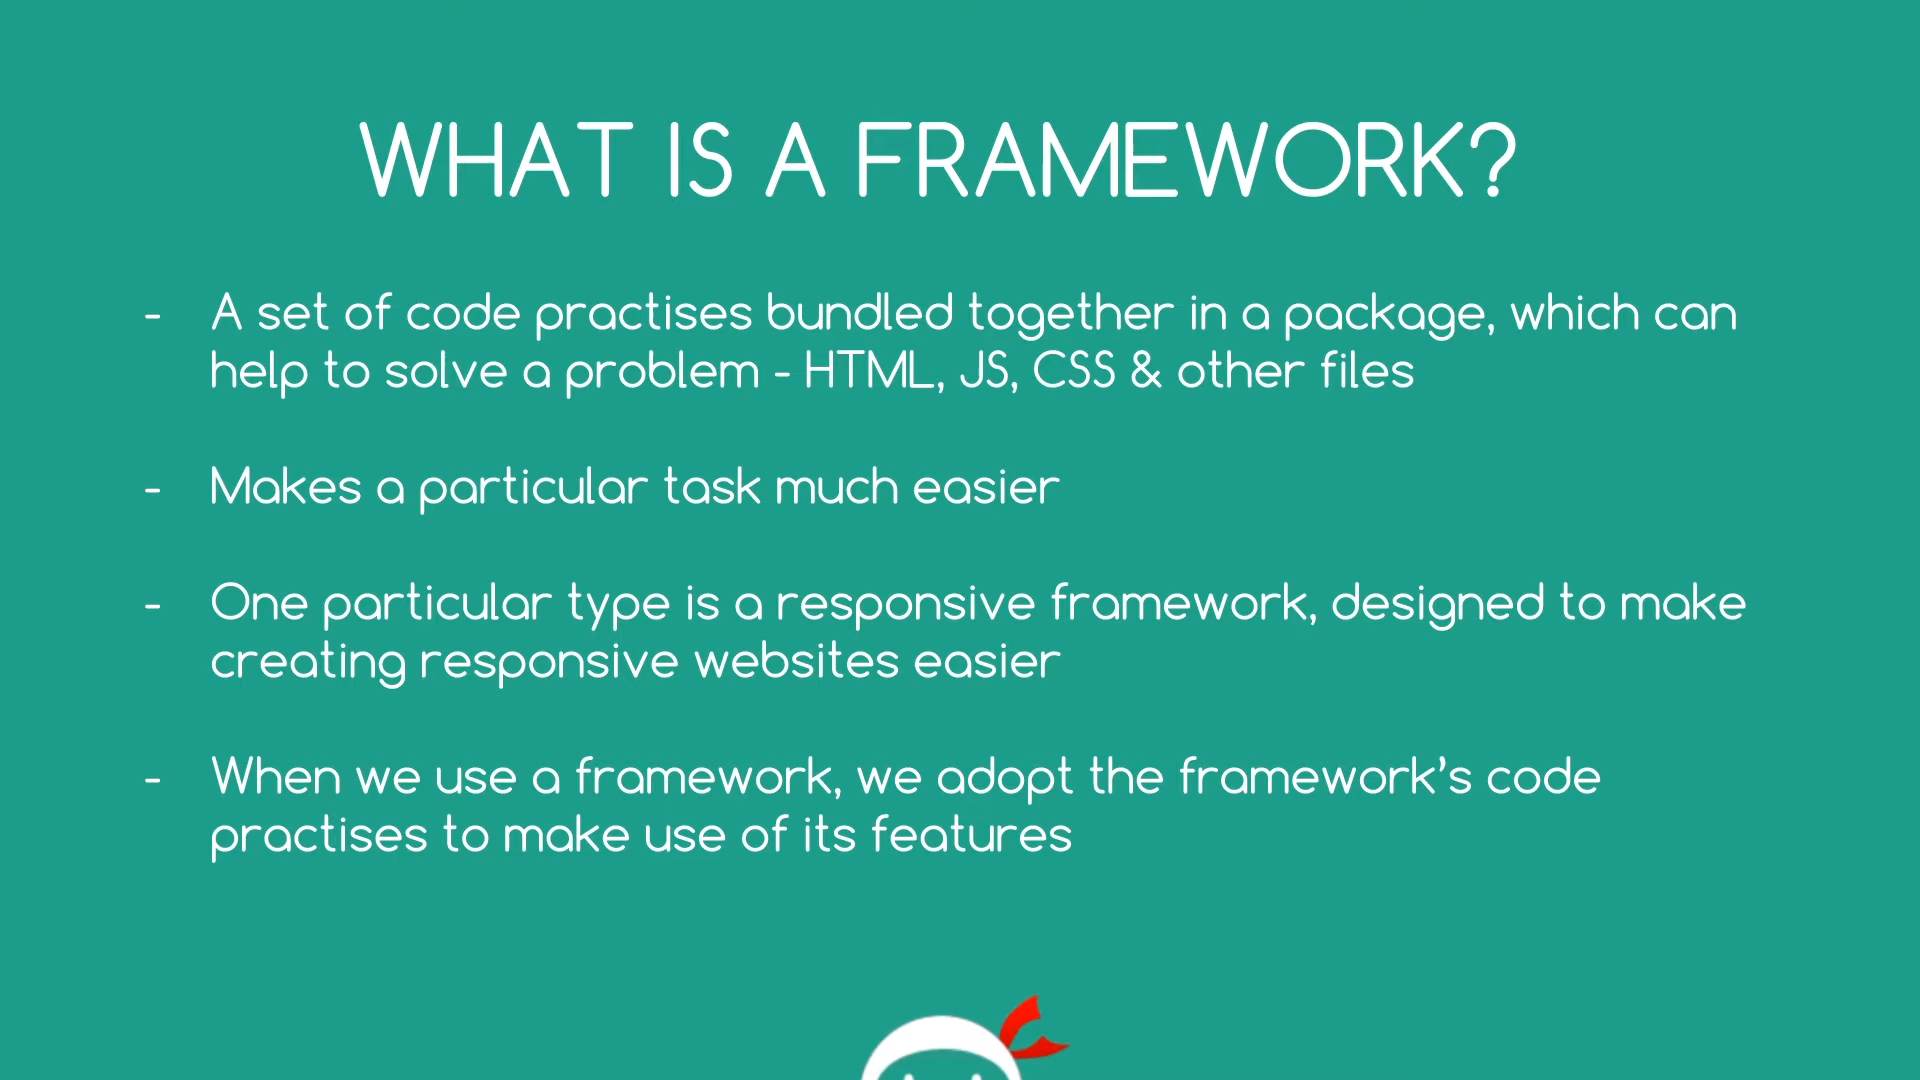 WHAT IS A FRAMEWORK?
- A set of code practises bundled together in a package, which can
help to solve a problem - HTML, JS, CSS & other files
- Makes a particular task much easier
- One particular type is a responsive framework, designed to make
creating responsive websites easier
- When we use a framework, we adopt the framework’s code
practises to make use of its features